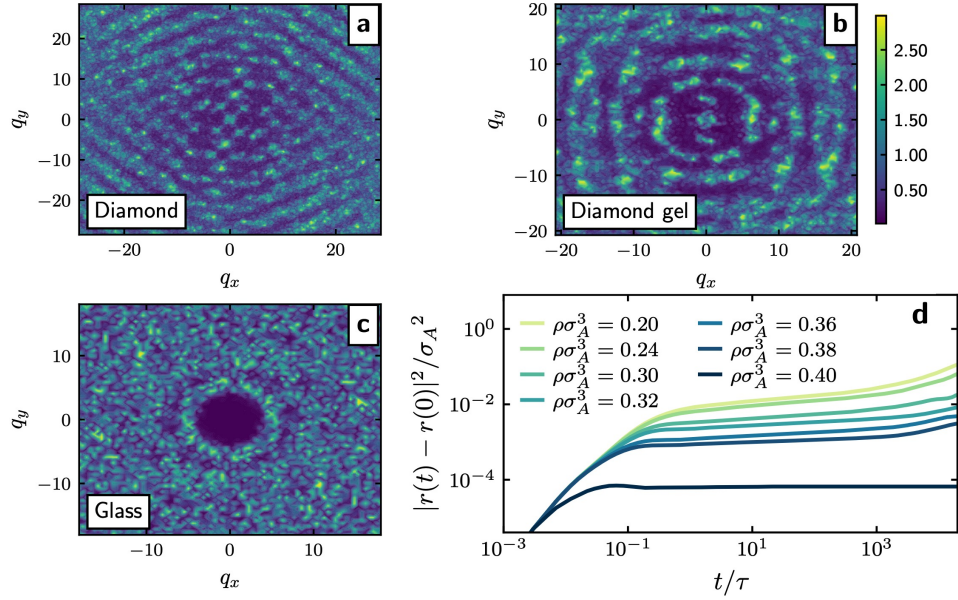 a
20
10
0
−10
−20
q_y
Diamond
−20
0
20
q_x
b
20
10
0
−10
−20
q_y
Diamond gel
−20
−10
0
10
20
q_x
2.50
2.00
1.50
1.00
0.50
c
10
0
−10
q_y
Glass
−10
0
10
q_x
d
ρσ_A^3 = 0.20
ρσ_A^3 = 0.24
ρσ_A^3 = 0.30
ρσ_A^3 = 0.32
ρσ_A^3 = 0.36
ρσ_A^3 = 0.38
ρσ_A^3 = 0.40
10^0
10^−2
10^−4
|r(t) − r(0)|^2/σ_A^2
10^−3
10^−1
10^1
10^3
t/τ